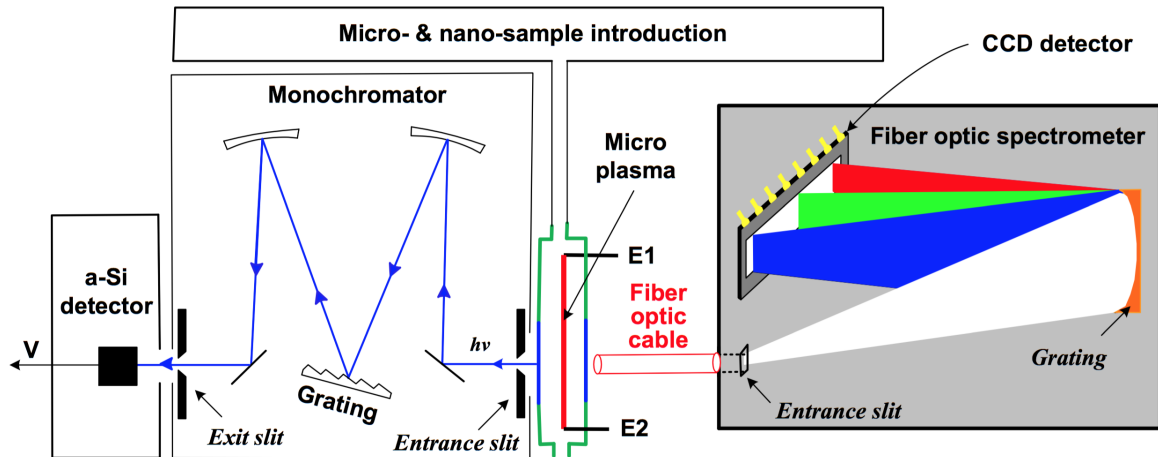 Micro- & nano-sample introduction
CCD detector
Monochromator
Fiber optic spectrometer
Micro
plasma
a-Si
detector
E1
Fiber
optic
cable
V
hν
Grating
Grating
Exit slit
Entrance slit
E2
Entrance slit